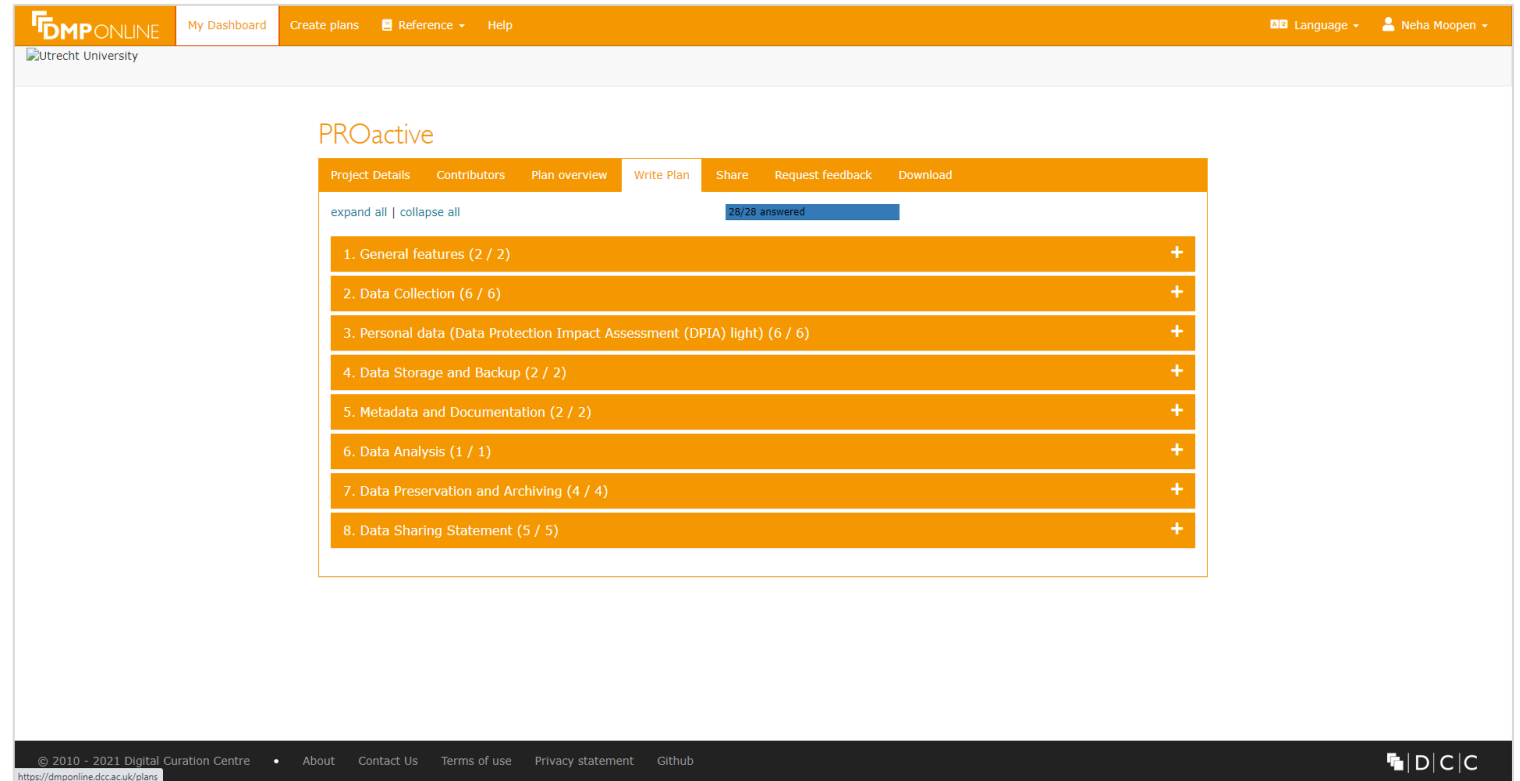 DMPONLINE My Dashboard Create plans Reference Help Language Neha Moopen
Utrecht University
PROactive
Project Details Contributors Plan overview Write Plan Share Request feedback Download
expand all | collapse all 28/28 answered
1. General features (2 / 2)
2. Data Collection (6 / 6)
3. Personal data (Data Protection Impact Assessment (DPIA) light) (6 / 6)
4. Data Storage and Backup (2 / 2)
5. Metadata and Documentation (2 / 2)
6. Data Analysis (1 / 1)
7. Data Preservation and Archiving (4 / 4)
8. Data Sharing Statement (5 / 5)
© 2010 - 2021 Digital Curation Centre • About Contact Us Terms of use Privacy statement Github D|C|C
https://dmponline.dcc.ac.uk/plans